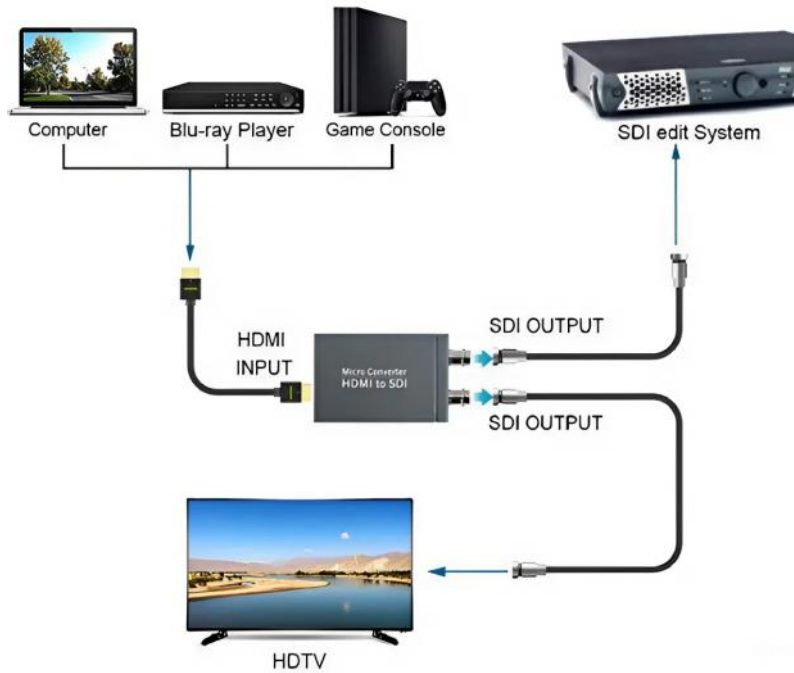 Computer
Blu-ray Player
Game Console
SDI edit System
HDMI
INPUT
SDI OUTPUT
Micro Converter
HDMI to SDI
SDI OUTPUT
HDTV